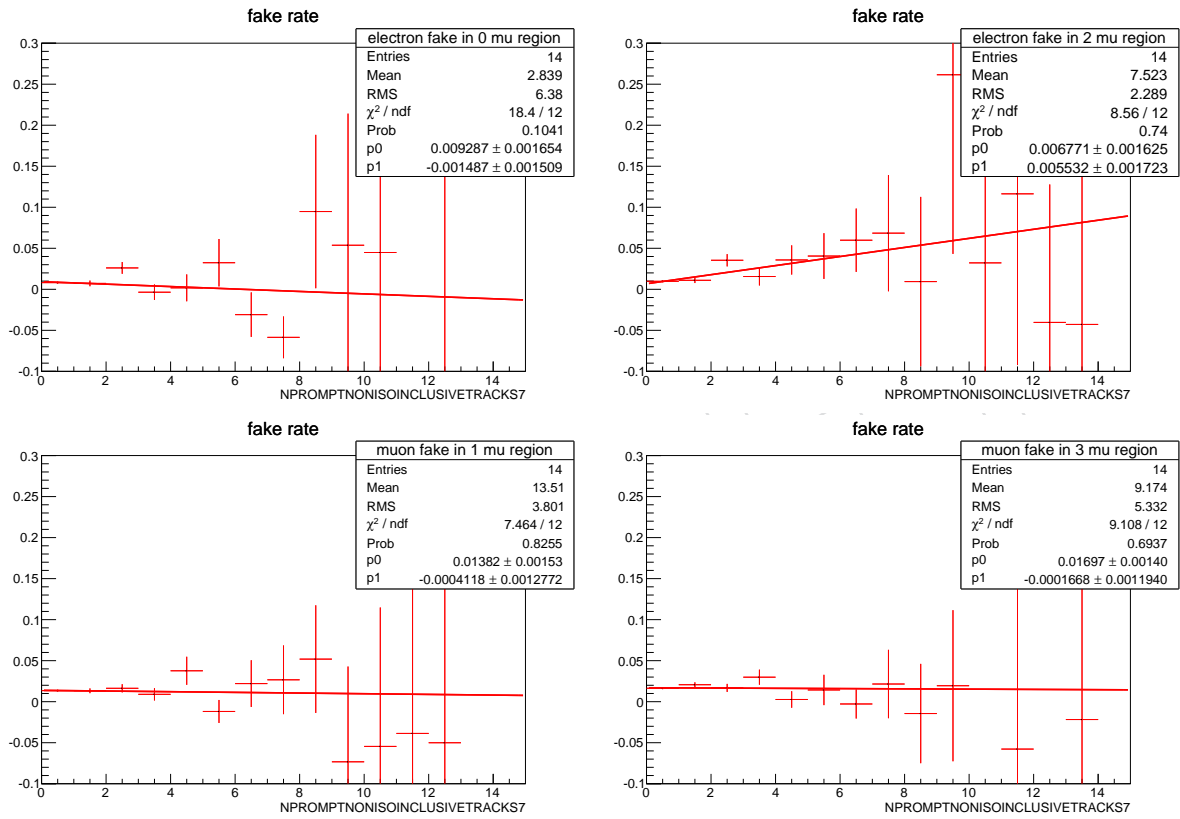 fake rate
electron fake in 0 mu region
Entries 14
Mean 2.839
RMS 6.38
χ² / ndf 18.4 / 12
Prob 0.1041
p0 0.009287 ± 0.001654
p1 -0.001487 ± 0.001509
0.3
0.25
0.2
0.15
0.1
0.05
0
-0.05
-0.1
0 2 4 6 8 10 12 14
NPROMPTNONISOINCLUSIVETRACKS7
fake rate
electron fake in 2 mu region
Entries 14
Mean 7.523
RMS 2.289
χ² / ndf 8.56 / 12
Prob 0.74
p0 0.006771 ± 0.001625
p1 0.005532 ± 0.001723
0.3
0.25
0.2
0.15
0.1
0.05
0
-0.05
-0.1
0 2 4 6 8 10 12 14
NPROMPTNONISOINCLUSIVETRACKS7
fake rate
muon fake in 1 mu region
Entries 14
Mean 13.51
RMS 3.801
χ² / ndf 7.464 / 12
Prob 0.8255
p0 0.01382 ± 0.00153
p1 -0.0004118 ± 0.0012772
0.3
0.25
0.2
0.15
0.1
0.05
0
-0.05
-0.1
0 2 4 6 8 10 12 14
NPROMPTNONISOINCLUSIVETRACKS7
fake rate
muon fake in 3 mu region
Entries 14
Mean 9.174
RMS 5.332
χ² / ndf 9.108 / 12
Prob 0.6937
p0 0.01697 ± 0.00140
p1 -0.0001668 ± 0.0011940
0.3
0.25
0.2
0.15
0.1
0.05
0
-0.05
-0.1
0 2 4 6 8 10 12 14
NPROMPTNONISOINCLUSIVETRACKS7